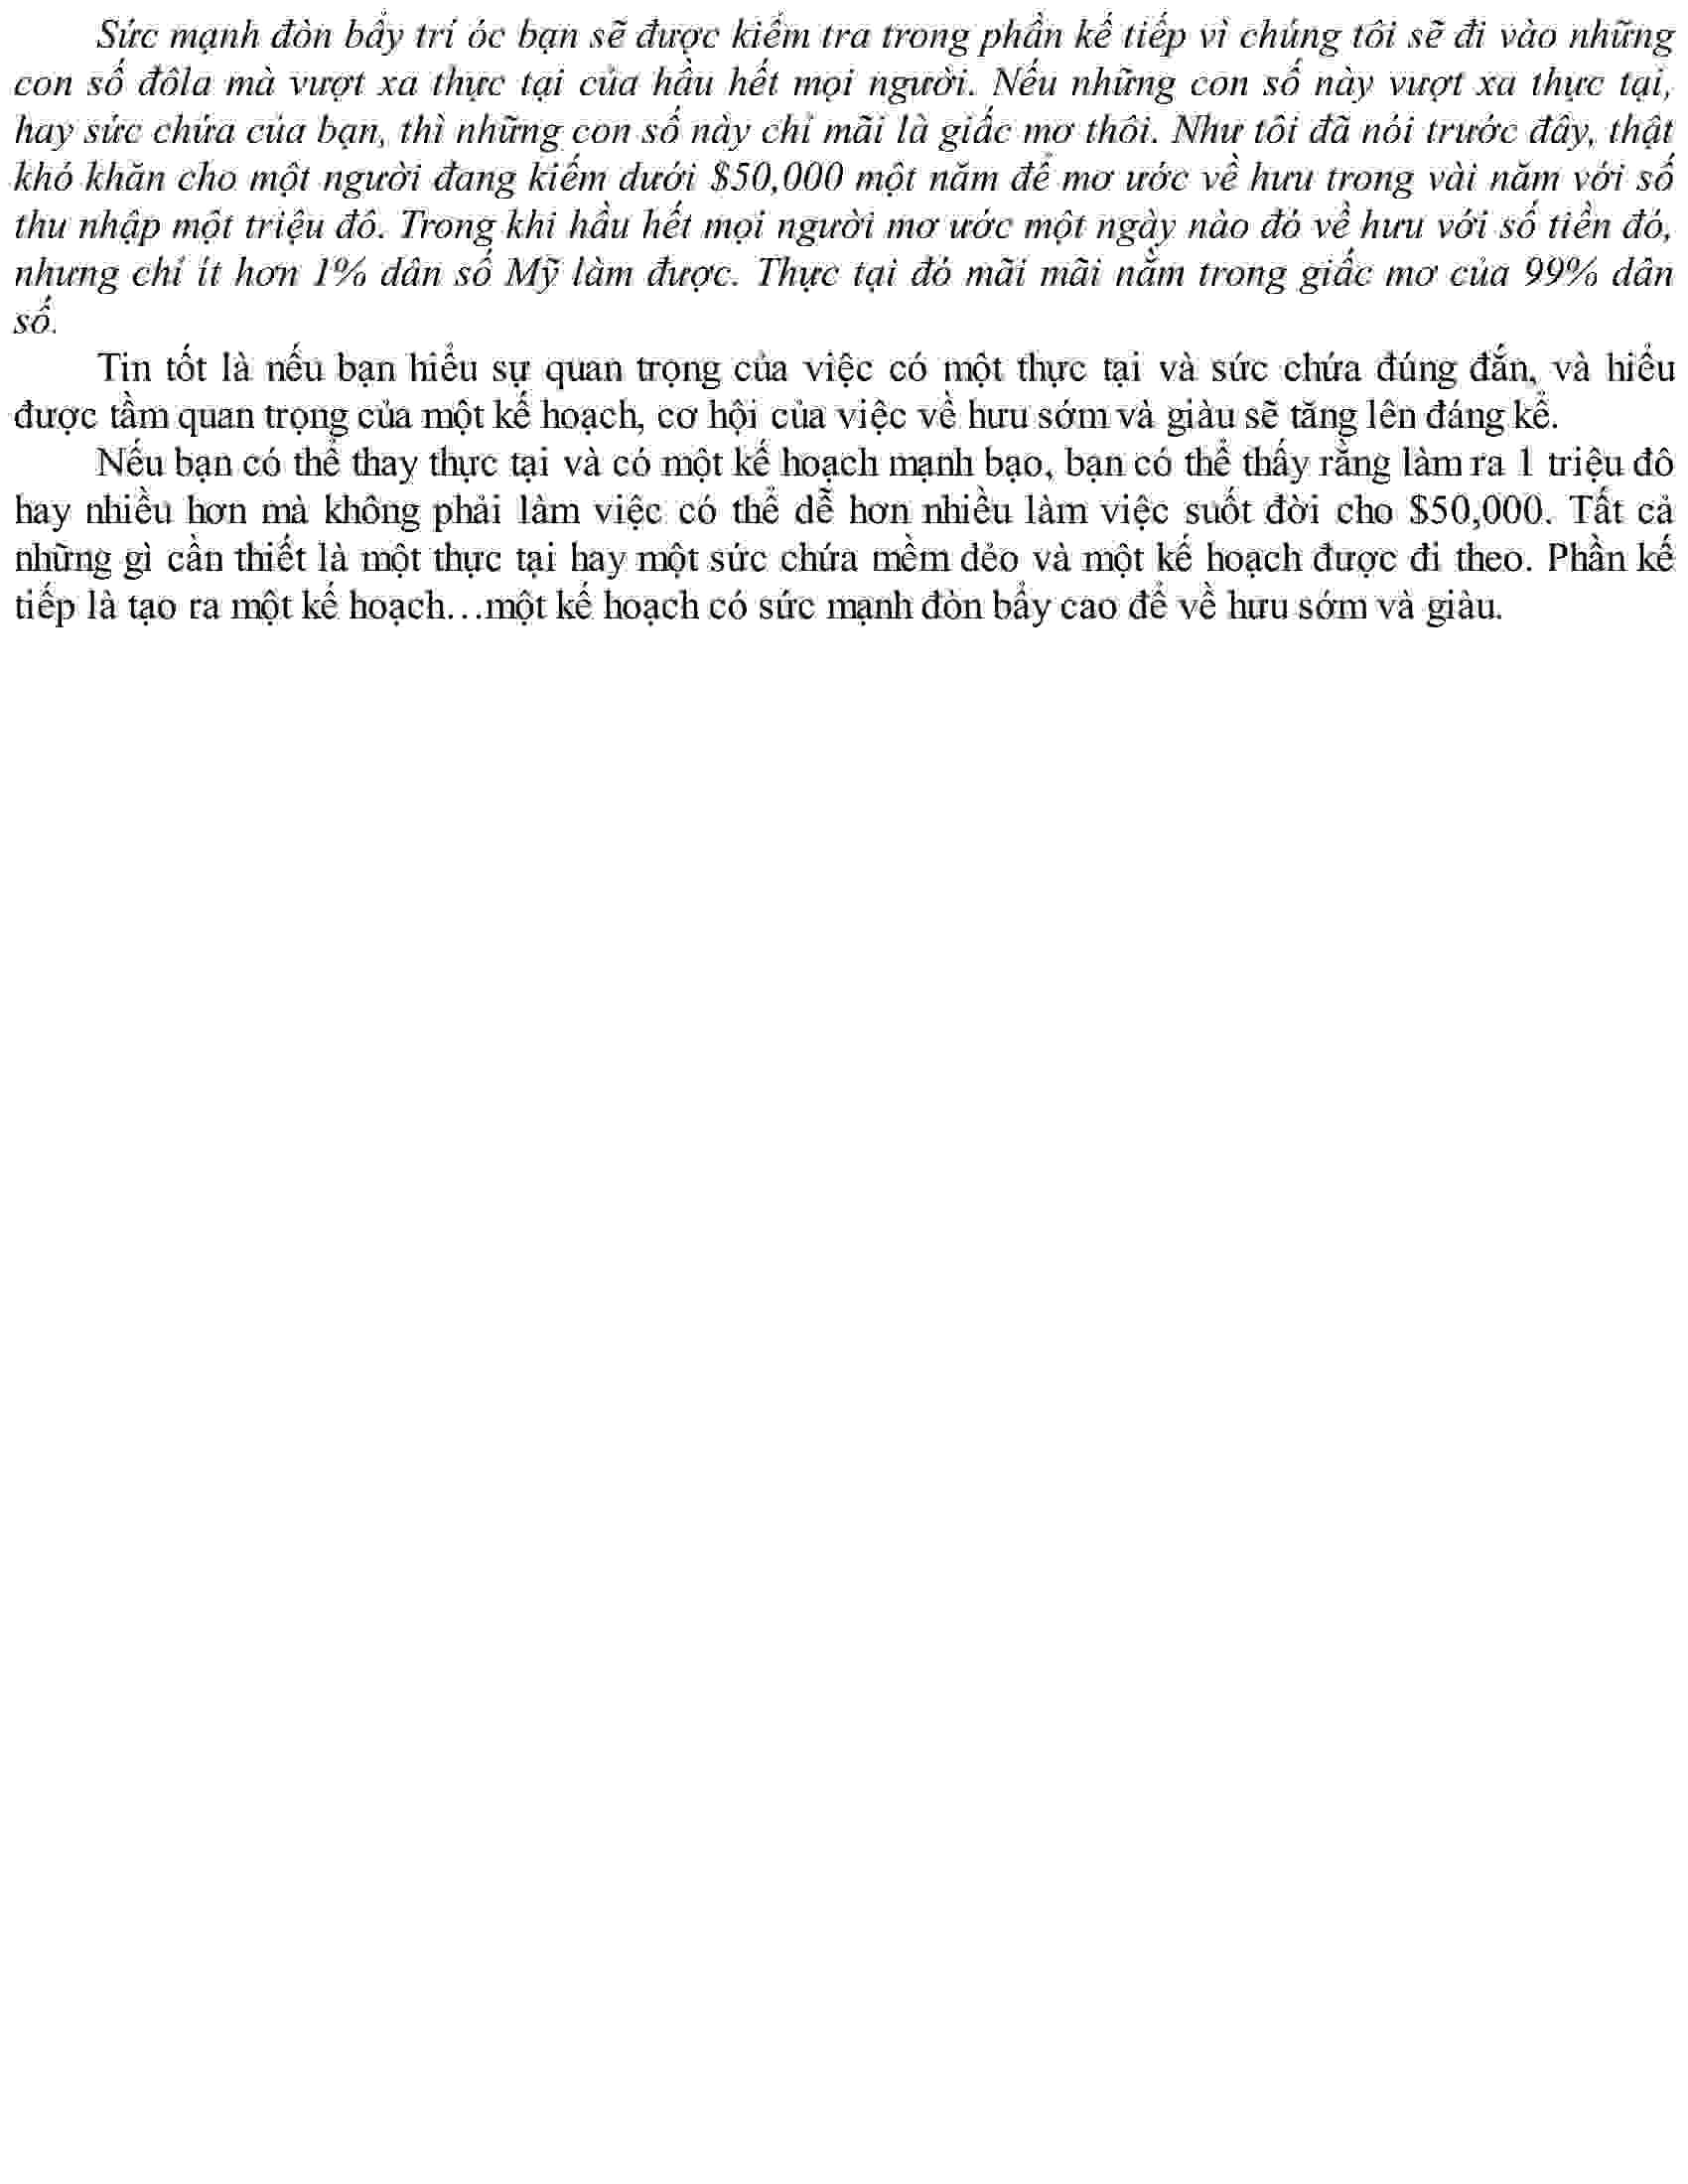 Sức mạnh đòn bẩy trí óc bạn sẽ được kiểm tra trong phần kế tiếp vì chúng tôi sẽ đi vào những
con số đôla mà vượt xa thực tại của hầu hết mọi người. Nếu những con số này vượt xa thực tại,
hay sức chứa của bạn, thì những con số này chỉ mãi là giấc mơ thôi. Như tôi đã nói trước đây, thật
khó khăn cho một người đang kiếm dưới $50,000 một năm để mơ ước về hưu trong vài năm với số
thu nhập một triệu đô. Trong khi hầu hết mọi người mơ ước một ngày nào đó về hưu với số tiền đó,
nhưng chỉ ít hơn 1% dân số Mỹ làm được. Thực tại đó mãi mãi nằm trong giấc mơ của 99% dân
số.
Tin tốt là nếu bạn hiểu sự quan trọng của việc có một thực tại và sức chứa đúng đắn, và hiểu
được tầm quan trọng của một kế hoạch, cơ hội của việc về hưu sớm và giàu sẽ tăng lên đáng kể.
Nếu bạn có thể thay thực tại và có một kế hoạch mạnh bạo, bạn có thể thấy rằng làm ra 1 triệu đô
hay nhiều hơn mà không phải làm việc có thể dễ hơn nhiều làm việc suốt đời cho $50,000. Tất cả
những gì cần thiết là một thực tại hay một sức chứa mềm dẻo và một kế hoạch được đi theo. Phần kế
tiếp là tạo ra một kế hoạch…một kế hoạch có sức mạnh đòn bẩy cao để về hưu sớm và giàu.